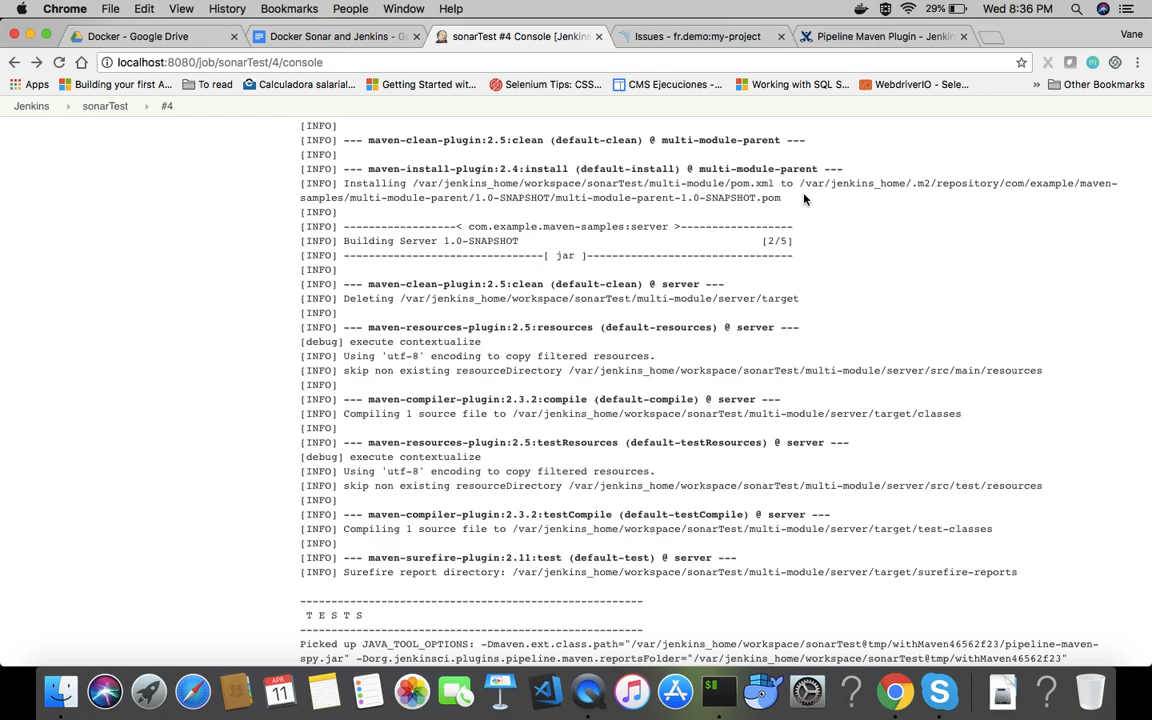 Chrome File Edit View History Bookmarks People Window Help 29% Wed 8:36 PM
Docker - Google Drive Docker Sonar and Jenkins - Go sonarTest #4 Console [Jenkins Issues - fr.demo:my-project Pipeline Maven Plugin - Jenkin Vane
localhost:8080/job/sonarTest/4/console
Apps Building your first A... To read Calculadora salarial... Getting Started wit... Selenium Tips: CSS... CMS Ejecuciones -... Working with SQL S... WebdriverIO - Sele... » Other Bookmarks
Jenkins sonarTest #4
[INFO]
[INFO] --- maven-clean-plugin:2.5:clean (default-clean) @ multi-module-parent ---
[INFO]
[INFO] --- maven-install-plugin:2.4:install (default-install) @ multi-module-parent ---
[INFO] Installing /var/jenkins_home/workspace/sonarTest/multi-module/pom.xml to /var/jenkins_home/.m2/repository/com/example/maven-
samples/multi-module-parent/1.0-SNAPSHOT/multi-module-parent-1.0-SNAPSHOT.pom
[INFO]
[INFO] ------------------< com.example.maven-samples:server >------------------
[INFO] Building Server 1.0-SNAPSHOT [2/5]
[INFO] --------------------------------[ jar ]---------------------------------
[INFO]
[INFO] --- maven-clean-plugin:2.5:clean (default-clean) @ server ---
[INFO] Deleting /var/jenkins_home/workspace/sonarTest/multi-module/server/target
[INFO]
[INFO] --- maven-resources-plugin:2.5:resources (default-resources) @ server ---
[debug] execute contextualize
[INFO] Using 'utf-8' encoding to copy filtered resources.
[INFO] skip non existing resourceDirectory /var/jenkins_home/workspace/sonarTest/multi-module/server/src/main/resources
[INFO]
[INFO] --- maven-compiler-plugin:2.3.2:compile (default-compile) @ server ---
[INFO] Compiling 1 source file to /var/jenkins_home/workspace/sonarTest/multi-module/server/target/classes
[INFO]
[INFO] --- maven-resources-plugin:2.5:testResources (default-testResources) @ server ---
[debug] execute contextualize
[INFO] Using 'utf-8' encoding to copy filtered resources.
[INFO] skip non existing resourceDirectory /var/jenkins_home/workspace/sonarTest/multi-module/server/src/test/resources
[INFO]
[INFO] --- maven-compiler-plugin:2.3.2:testCompile (default-testCompile) @ server ---
[INFO] Compiling 1 source file to /var/jenkins_home/workspace/sonarTest/multi-module/server/target/test-classes
[INFO]
[INFO] --- maven-surefire-plugin:2.11:test (default-test) @ server ---
[INFO] Surefire report directory: /var/jenkins_home/workspace/sonarTest/multi-module/server/target/surefire-reports
-------------------------------------------------------
T E S T S
-------------------------------------------------------
Picked up JAVA_TOOL_OPTIONS: -Dmaven.ext.class.path="/var/jenkins_home/workspace/sonarTest@tmp/withMaven46562f23/pipeline-maven-
spy.jar" -Dorg.jenkinsci.plugins.pipeline.maven.reportsFolder="/var/jenkins_home/workspace/sonarTest@tmp/withMaven46562f23"
APR
11